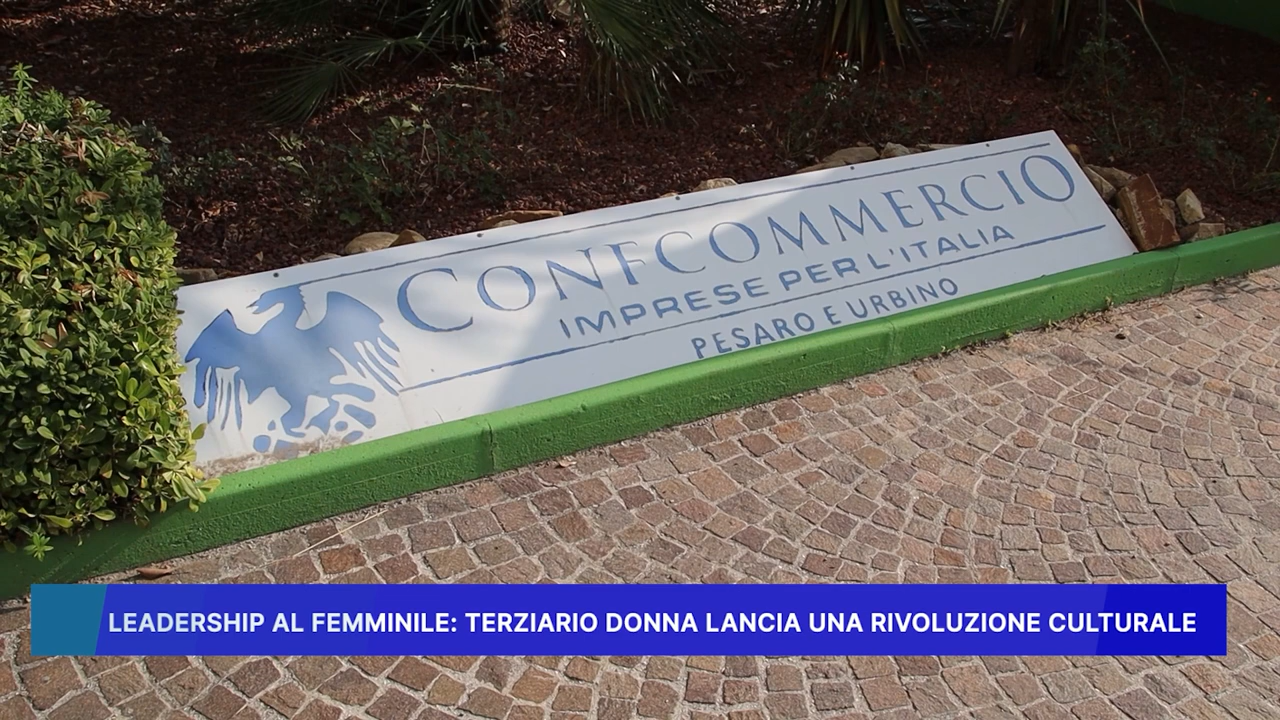 CONFCOMMERCIO
IMPRESE PER L'ITALIA
PESARO E URBINO
LEADERSHIP AL FEMMINILE: TERZIARIO DONNA LANCIA UNA RIVOLUZIONE CULTURALE